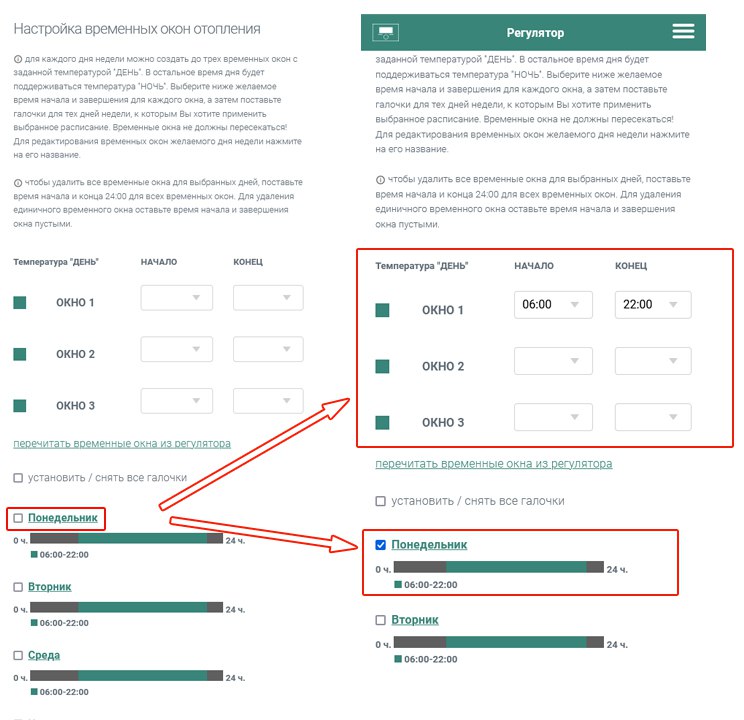 Настройка временных окон отопления
для каждого дня недели можно создать до трех временных окон с
заданной температурой "ДЕНЬ". В остальное время дня будет
поддерживаться температура "НОЧЬ". Выберите ниже желаемое
время начала и завершения для каждого окна, а затем поставьте
галочки для тех дней недели, к которым Вы хотите применить
выбранное расписание. Временные окна не должны пересекаться!
Для редактирования временных окон желаемого дня недели нажмите
на его название.
чтобы удалить все временные окна для выбранных дней, поставьте
время начала и конца 24:00 для всех временных окон. Для удаления
единичного временного окна оставьте время начала и завершения
окна пустыми.
Температура "ДЕНЬ" НАЧАЛО КОНЕЦ
ОКНО 1
ОКНО 2
ОКНО 3
перечитать временные окна из регулятора
установить / снять все галочки
Понедельник
0 ч. 24 ч.
06:00-22:00
Вторник
0 ч. 24 ч.
06:00-22:00
Среда
0 ч. 24 ч.
06:00-22:00
Регулятор
заданной температурой "ДЕНЬ". В остальное время дня будет
поддерживаться температура "НОЧЬ". Выберите ниже желаемое
время начала и завершения для каждого окна, а затем поставьте
галочки для тех дней недели, к которым Вы хотите применить
выбранное расписание. Временные окна не должны пересекаться!
Для редактирования временных окон желаемого дня недели нажмите
на его название.
чтобы удалить все временные окна для выбранных дней, поставьте
время начала и конца 24:00 для всех временных окон. Для удаления
единичного временного окна оставьте время начала и завершения
окна пустыми.
Температура "ДЕНЬ" НАЧАЛО КОНЕЦ
ОКНО 1 06:00 22:00
ОКНО 2
ОКНО 3
перечитать временные окна из регулятора
установить / снять все галочки
Понедельник
0 ч. 24 ч.
06:00-22:00
Вторник
0 ч. 24 ч.
06:00-22:00